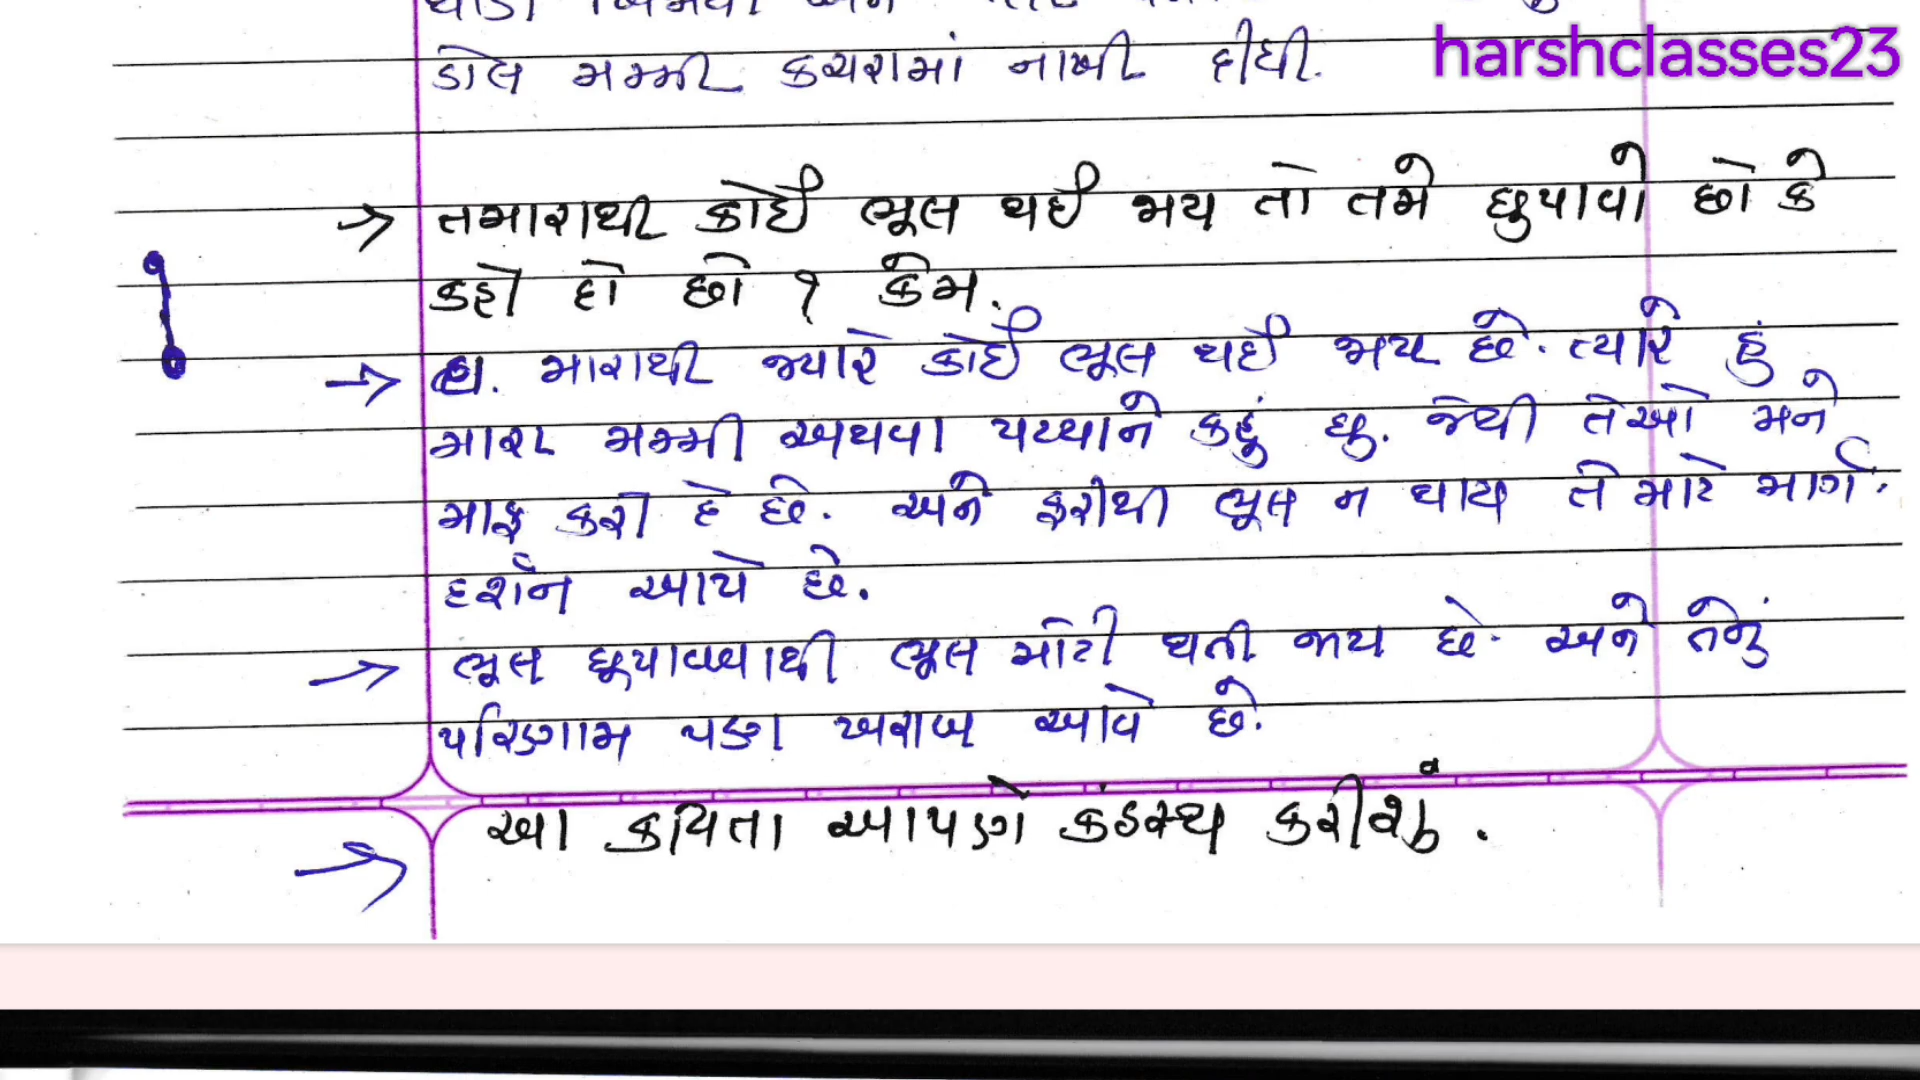 harshclasses23
ડોલ મમ્મી કચરામાં નાખી દીધી.
→ તમારાથી કોઈ ભૂલ થઈ જાય તો તમે છુપાવો છો કે
કહી દો છો ? કેમ.
→ હા. મારાથી જ્યારે કોઈ ભૂલ થઈ જાય છે. ત્યારે હું
મારા મમ્મી અથવા પપ્પાને કહું છુ. જેથી તેઓ મને
માફ કરી દે છે. અને ફરીથી ભૂલ ન થાય તે માટે માર્ગ.
દર્શન આપે છે.
→ ભૂલ છૂપાવવાથી ભૂલ મોટી થતી જાય છે. અને તેનું
પરિણામ પણ ખરાબ આવે છે.
→ આ કવિતા આપણે કંઠસ્થ કરીશું.